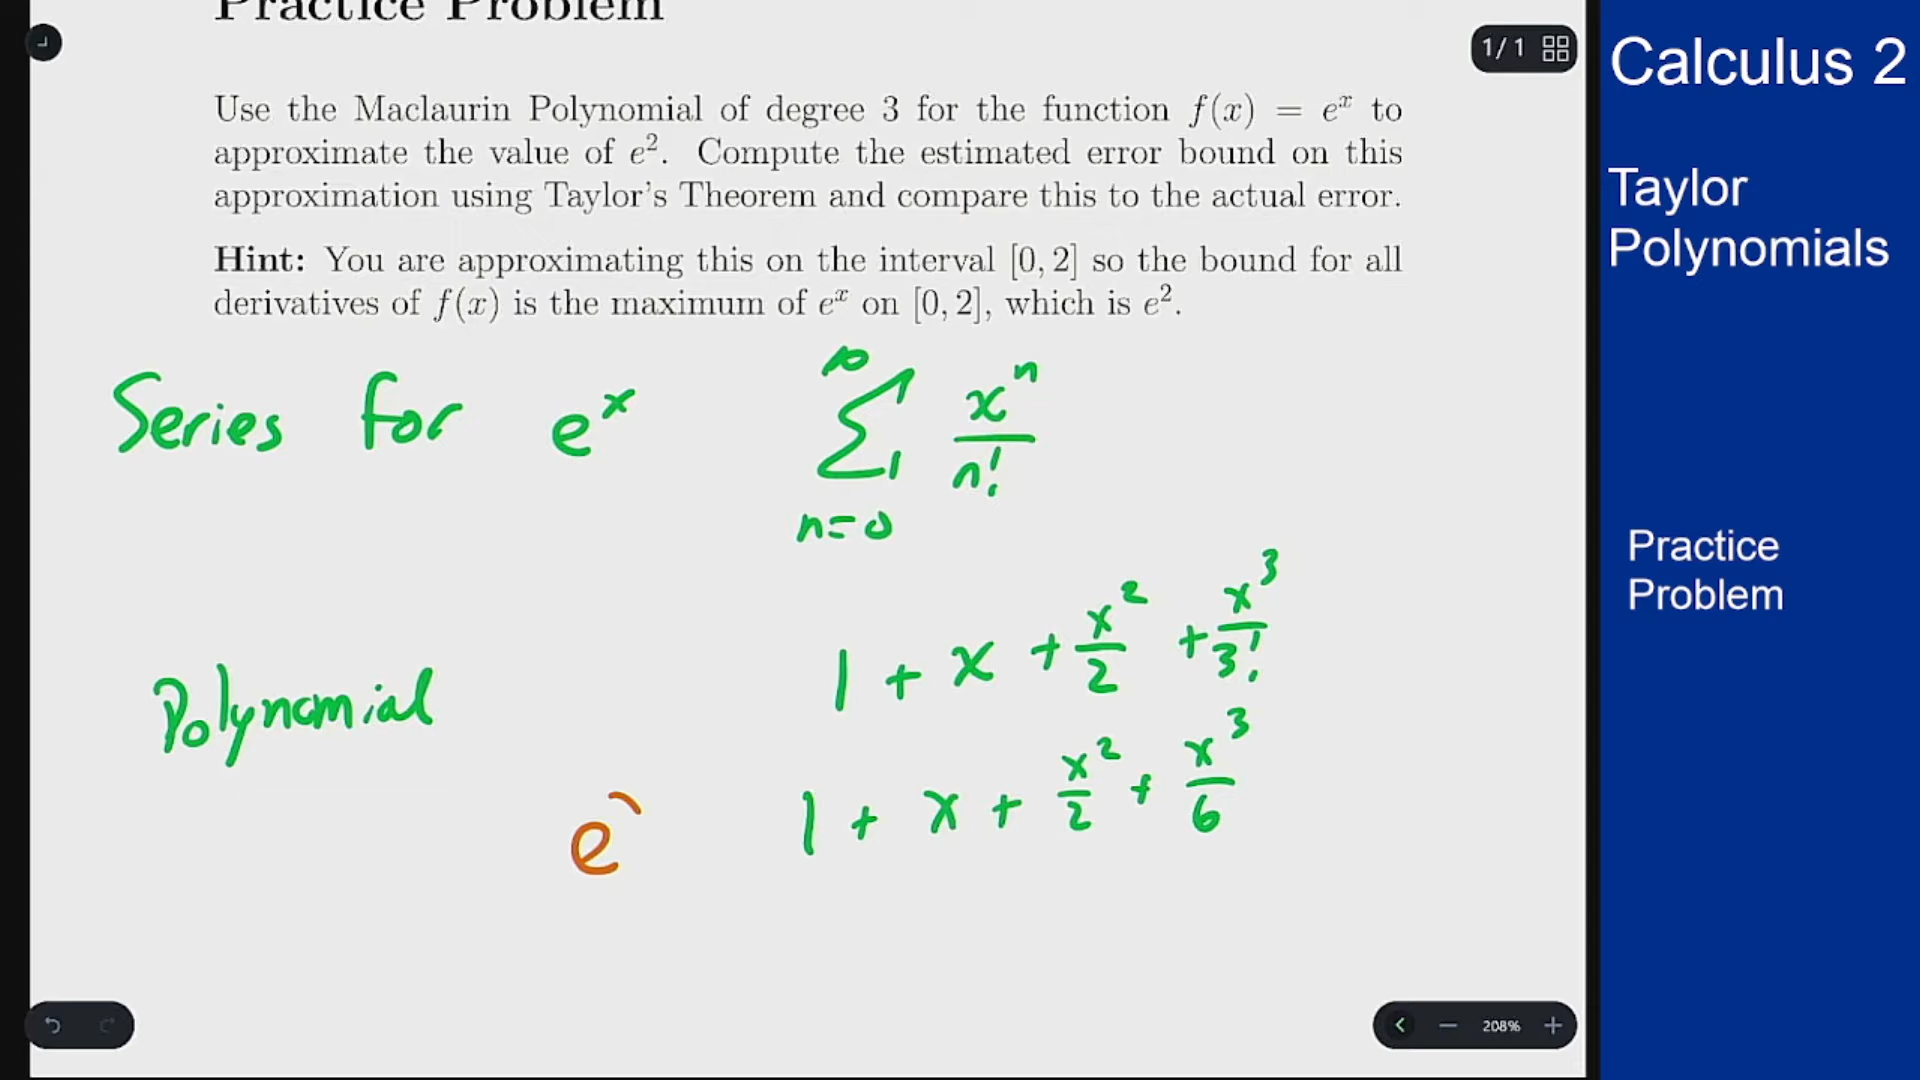 Practice Problem
1/1
Use the Maclaurin Polynomial of degree 3 for the function f(x) = e^x to
approximate the value of e^2. Compute the estimated error bound on this
approximation using Taylor's Theorem and compare this to the actual error.
Hint: You are approximating this on the interval [0, 2] so the bound for all
derivatives of f(x) is the maximum of e^x on [0, 2], which is e^2.
Series for e^x ∑_{n=0}^{∞} x^n/n!
Polynomial 1 + x + x^2/2 + x^3/3!
e 1 + x + x^2/2 + x^3/6
208%
Calculus 2
Taylor
Polynomials
Practice
Problem